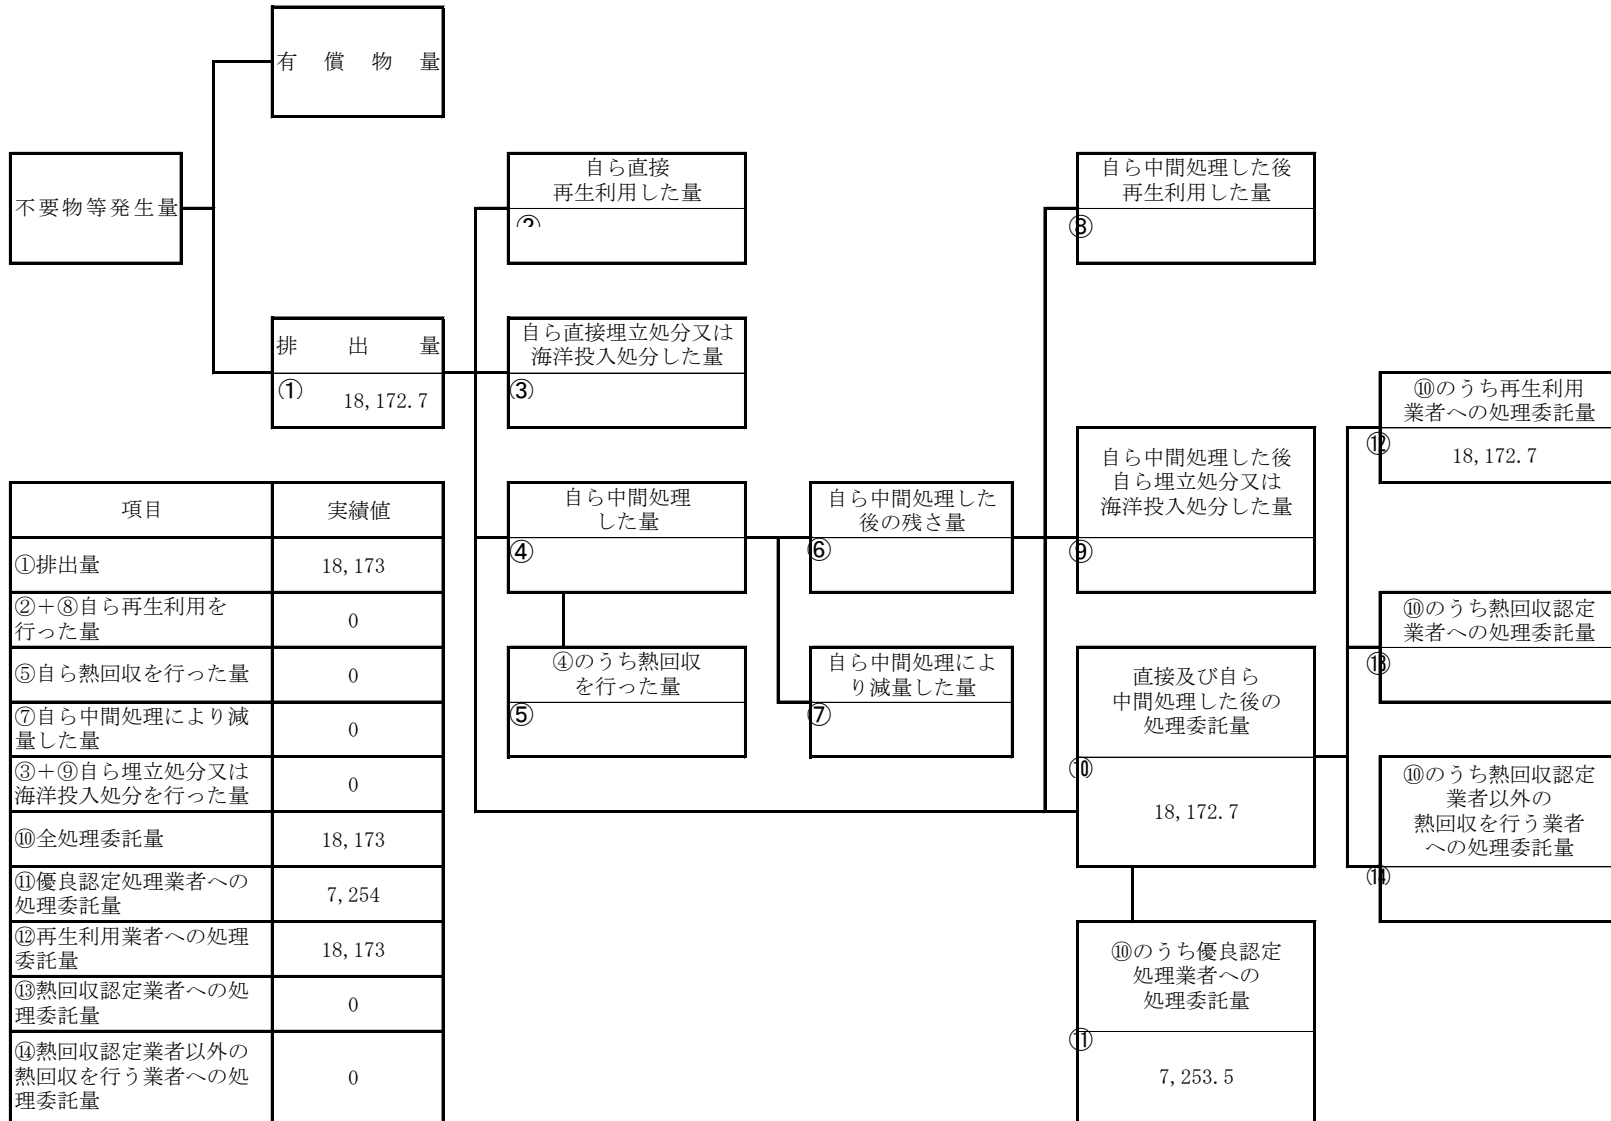 有償物量
不要物等発生量
排出量
①
18,172.7
自ら直接
再生利用した量
②
自ら直接埋立処分又は
海洋投入処分した量
③
自ら中間処理
した量
④
④のうち熱回収
を行った量
⑤
自ら中間処理した
後の残さ量
⑥
自ら中間処理によ
り減量した量
⑦
自ら中間処理した後
再生利用した量
⑧
自ら中間処理した後
自ら埋立処分又は
海洋投入処分した量
⑨
直接及び自ら
中間処理した後の
処理委託量
⑩
18,172.7
⑩のうち優良認定
処理業者への
処理委託量
⑪
7,253.5
⑩のうち再生利用
業者への処理委託量
⑫
18,172.7
⑩のうち熱回収認定
業者への処理委託量
⑬
⑩のうち熱回収認定
業者以外の
熱回収を行う業者
への処理委託量
⑭
項目 実績値
①排出量 18,173
②+⑧自ら再生利用を
行った量 0
⑤自ら熱回収を行った量 0
⑦自ら中間処理により減
量した量 0
③+⑨自ら埋立処分又は
海洋投入処分を行った量 0
⑩全処理委託量 18,173
⑪優良認定処理業者への
処理委託量 7,254
⑫再生利用業者への処理
委託量 18,173
⑬熱回収認定業者への処
理委託量 0
⑭熱回収認定業者以外の
熱回収を行う業者への処
理委託量 0